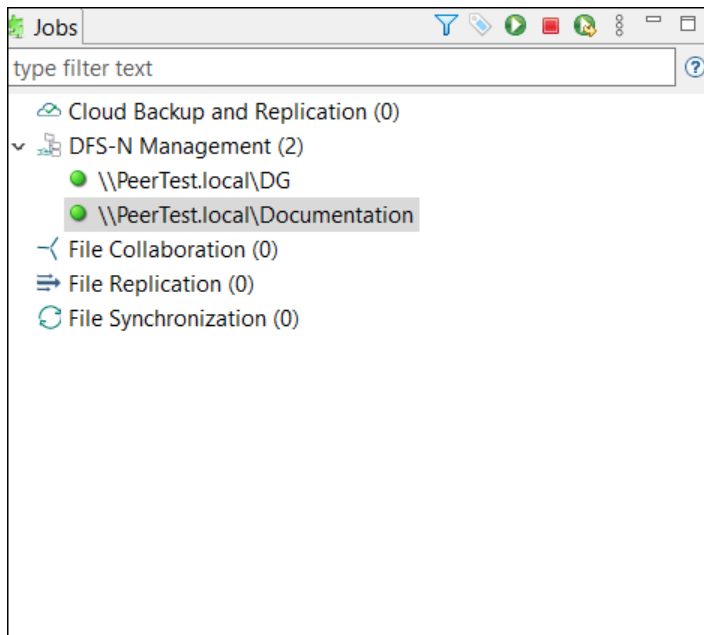 Jobs
type filter text
Cloud Backup and Replication (0)
DFS-N Management (2)
\\PeerTest.local\DG
\\PeerTest.local\Documentation
File Collaboration (0)
File Replication (0)
File Synchronization (0)